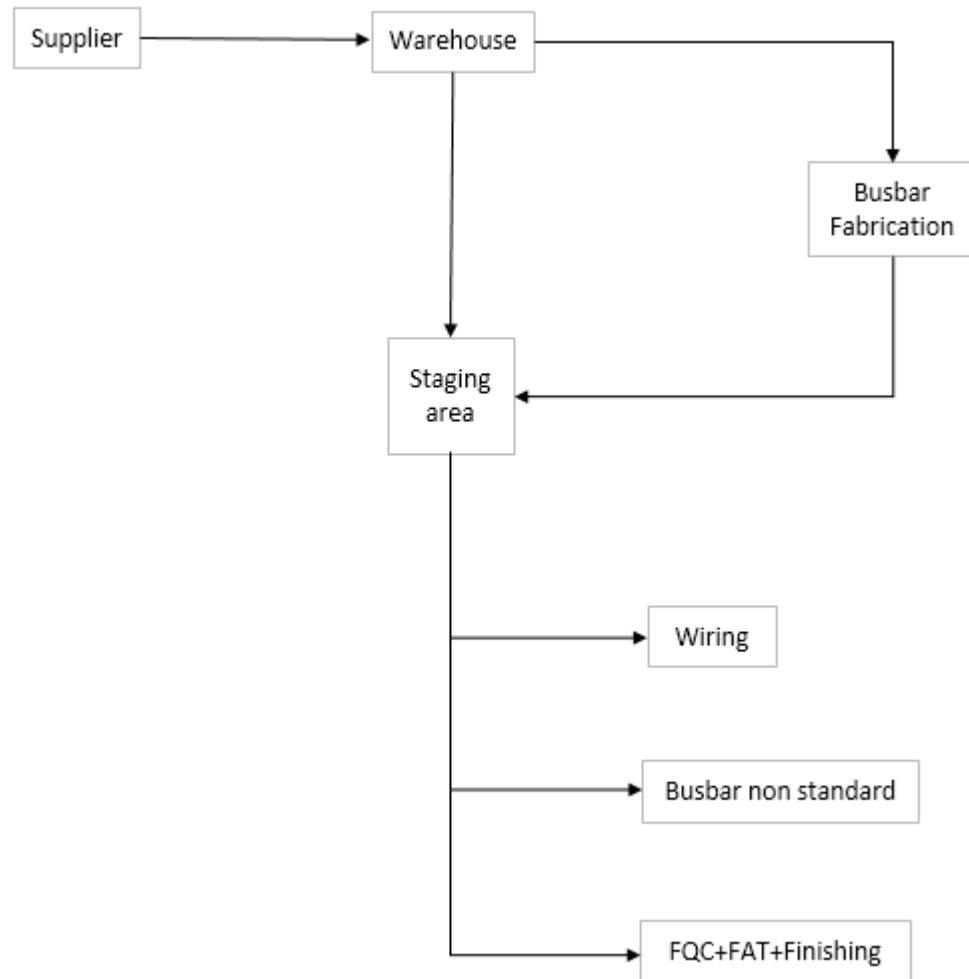 Supplier
Warehouse
Busbar
Fabrication
Staging
area
Wiring
Busbar non standard
FQC+FAT+Finishing